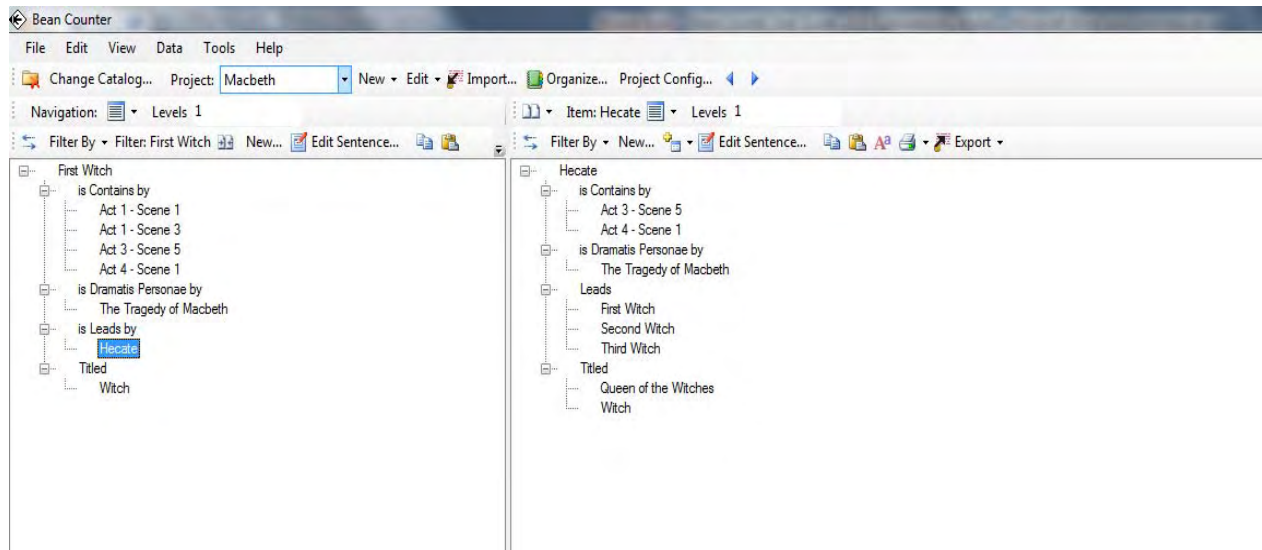 Bean Counter
File Edit View Data Tools Help
Change Catalog... Project: Macbeth New Edit Import... Organize... Project Config...
Navigation: Levels 1
Filter By Filter: First Witch New... Edit Sentence...
First Witch
is Contains by
Act 1 - Scene 1
Act 1 - Scene 3
Act 3 - Scene 5
Act 4 - Scene 1
is Dramatis Personae by
The Tragedy of Macbeth
is Leads by
Hecate
Titled
Witch
Item: Hecate Levels 1
Filter By New... Edit Sentence... Aa Export
Hecate
is Contains by
Act 3 - Scene 5
Act 4 - Scene 1
is Dramatis Personae by
The Tragedy of Macbeth
Leads
First Witch
Second Witch
Third Witch
Titled
Queen of the Witches
Witch